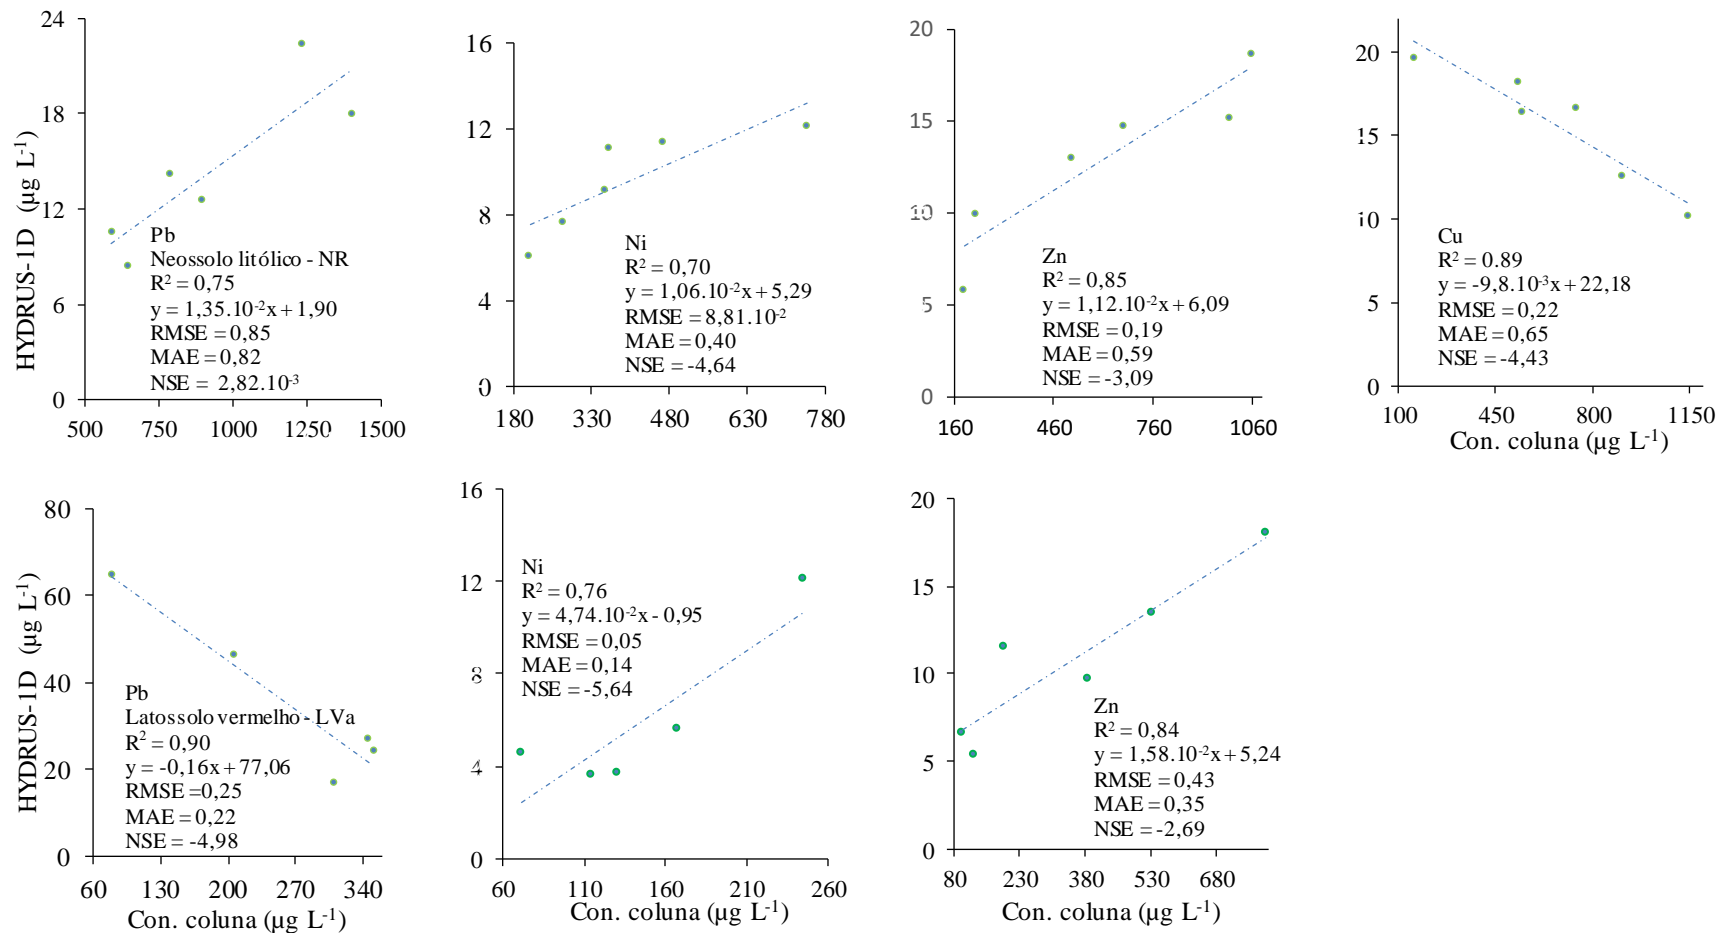 HYDRUS-1D (µg L-1)
24
18
12
6
0
500 750 1000 1250 1500
Pb
Neossolo litólico - NR
R2 = 0,75
y = 1,35.10-2x + 1,90
RMSE = 0,85
MAE = 0,82
NSE = 2,82.10-3
16
12
8
4
0
180 330 480 630 780
Ni
R2 = 0,70
y = 1,06.10-2x + 5,29
RMSE = 8,81.10-2
MAE = 0,40
NSE = -4,64
20
15
10
5
0
160 460 760 1060
Zn
R2 = 0,85
y = 1,12.10-2x + 6,09
RMSE = 0,19
MAE = 0,59
NSE = -3,09
20
15
10
5
0
100 450 800 1150
Con. coluna (µg L-1)
Cu
R2 = 0.89
y = -9,8.10-3x + 22,18
RMSE = 0,22
MAE = 0,65
NSE = -4,43
HYDRUS-1D (µg L-1)
80
60
40
20
0
60 130 200 270 340
Con. coluna (µg L-1)
Pb
Latossolo vermelho - LVa
R2 = 0,90
y = -0,16x + 77,06
RMSE =0,25
MAE = 0,22
NSE = -4,98
16
12
8
4
0
60 110 160 210 260
Con. coluna (µg L-1)
Ni
R2 = 0,76
y = 4,74.10-2x - 0,95
RMSE = 0,05
MAE = 0,14
NSE = -5,64
20
15
10
5
0
80 230 380 530 680
Con. coluna (µg L-1)
Zn
R2 = 0,84
y = 1,58.10-2x + 5,24
RMSE = 0,43
MAE = 0,35
NSE = -2,69